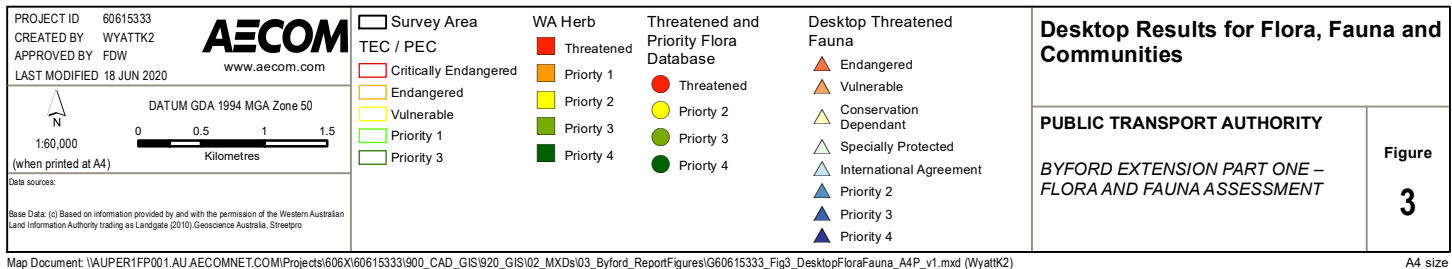 PROJECT ID 60615333
CREATED BY WYATTK2
APPROVED BY FDW
LAST MODIFIED 18 JUN 2020
AECOM
www.aecom.com
N
1:60,000
(when printed at A4)
DATUM GDA 1994 MGA Zone 50
0 0.5 1 1.5
Kilometres
Data sources:
Base Data: (c) Based on information provided by and with the permission of the Western Australian
Land Information Authority trading as Landgate (2010).Geoscience Australia, Streetpro
Survey Area
TEC / PEC
Critically Endangered
Endangered
Vulnerable
Priority 1
Priority 3
WA Herb
Threatened
Priorty 1
Priorty 2
Priorty 3
Priorty 4
Threatened and
Priority Flora
Database
Threatened
Priorty 2
Priorty 3
Priorty 4
Desktop Threatened
Fauna
Endangered
Vulnerable
Conservation
Dependant
Specially Protected
International Agreement
Priority 2
Priority 3
Priority 4
Desktop Results for Flora, Fauna and
Communities
PUBLIC TRANSPORT AUTHORITY
BYFORD EXTENSION PART ONE –
FLORA AND FAUNA ASSESSMENT
Figure
3
Map Document: \\AUPER1FP001.AU.AECOMNET.COM\Projects\606X\60615333\900_CAD_GIS\920_GIS\02_MXDs\03_Byford_ReportFigures\G60615333_Fig3_DesktopFloraFauna_A4P_v1.mxd (WyattK2)
A4 size